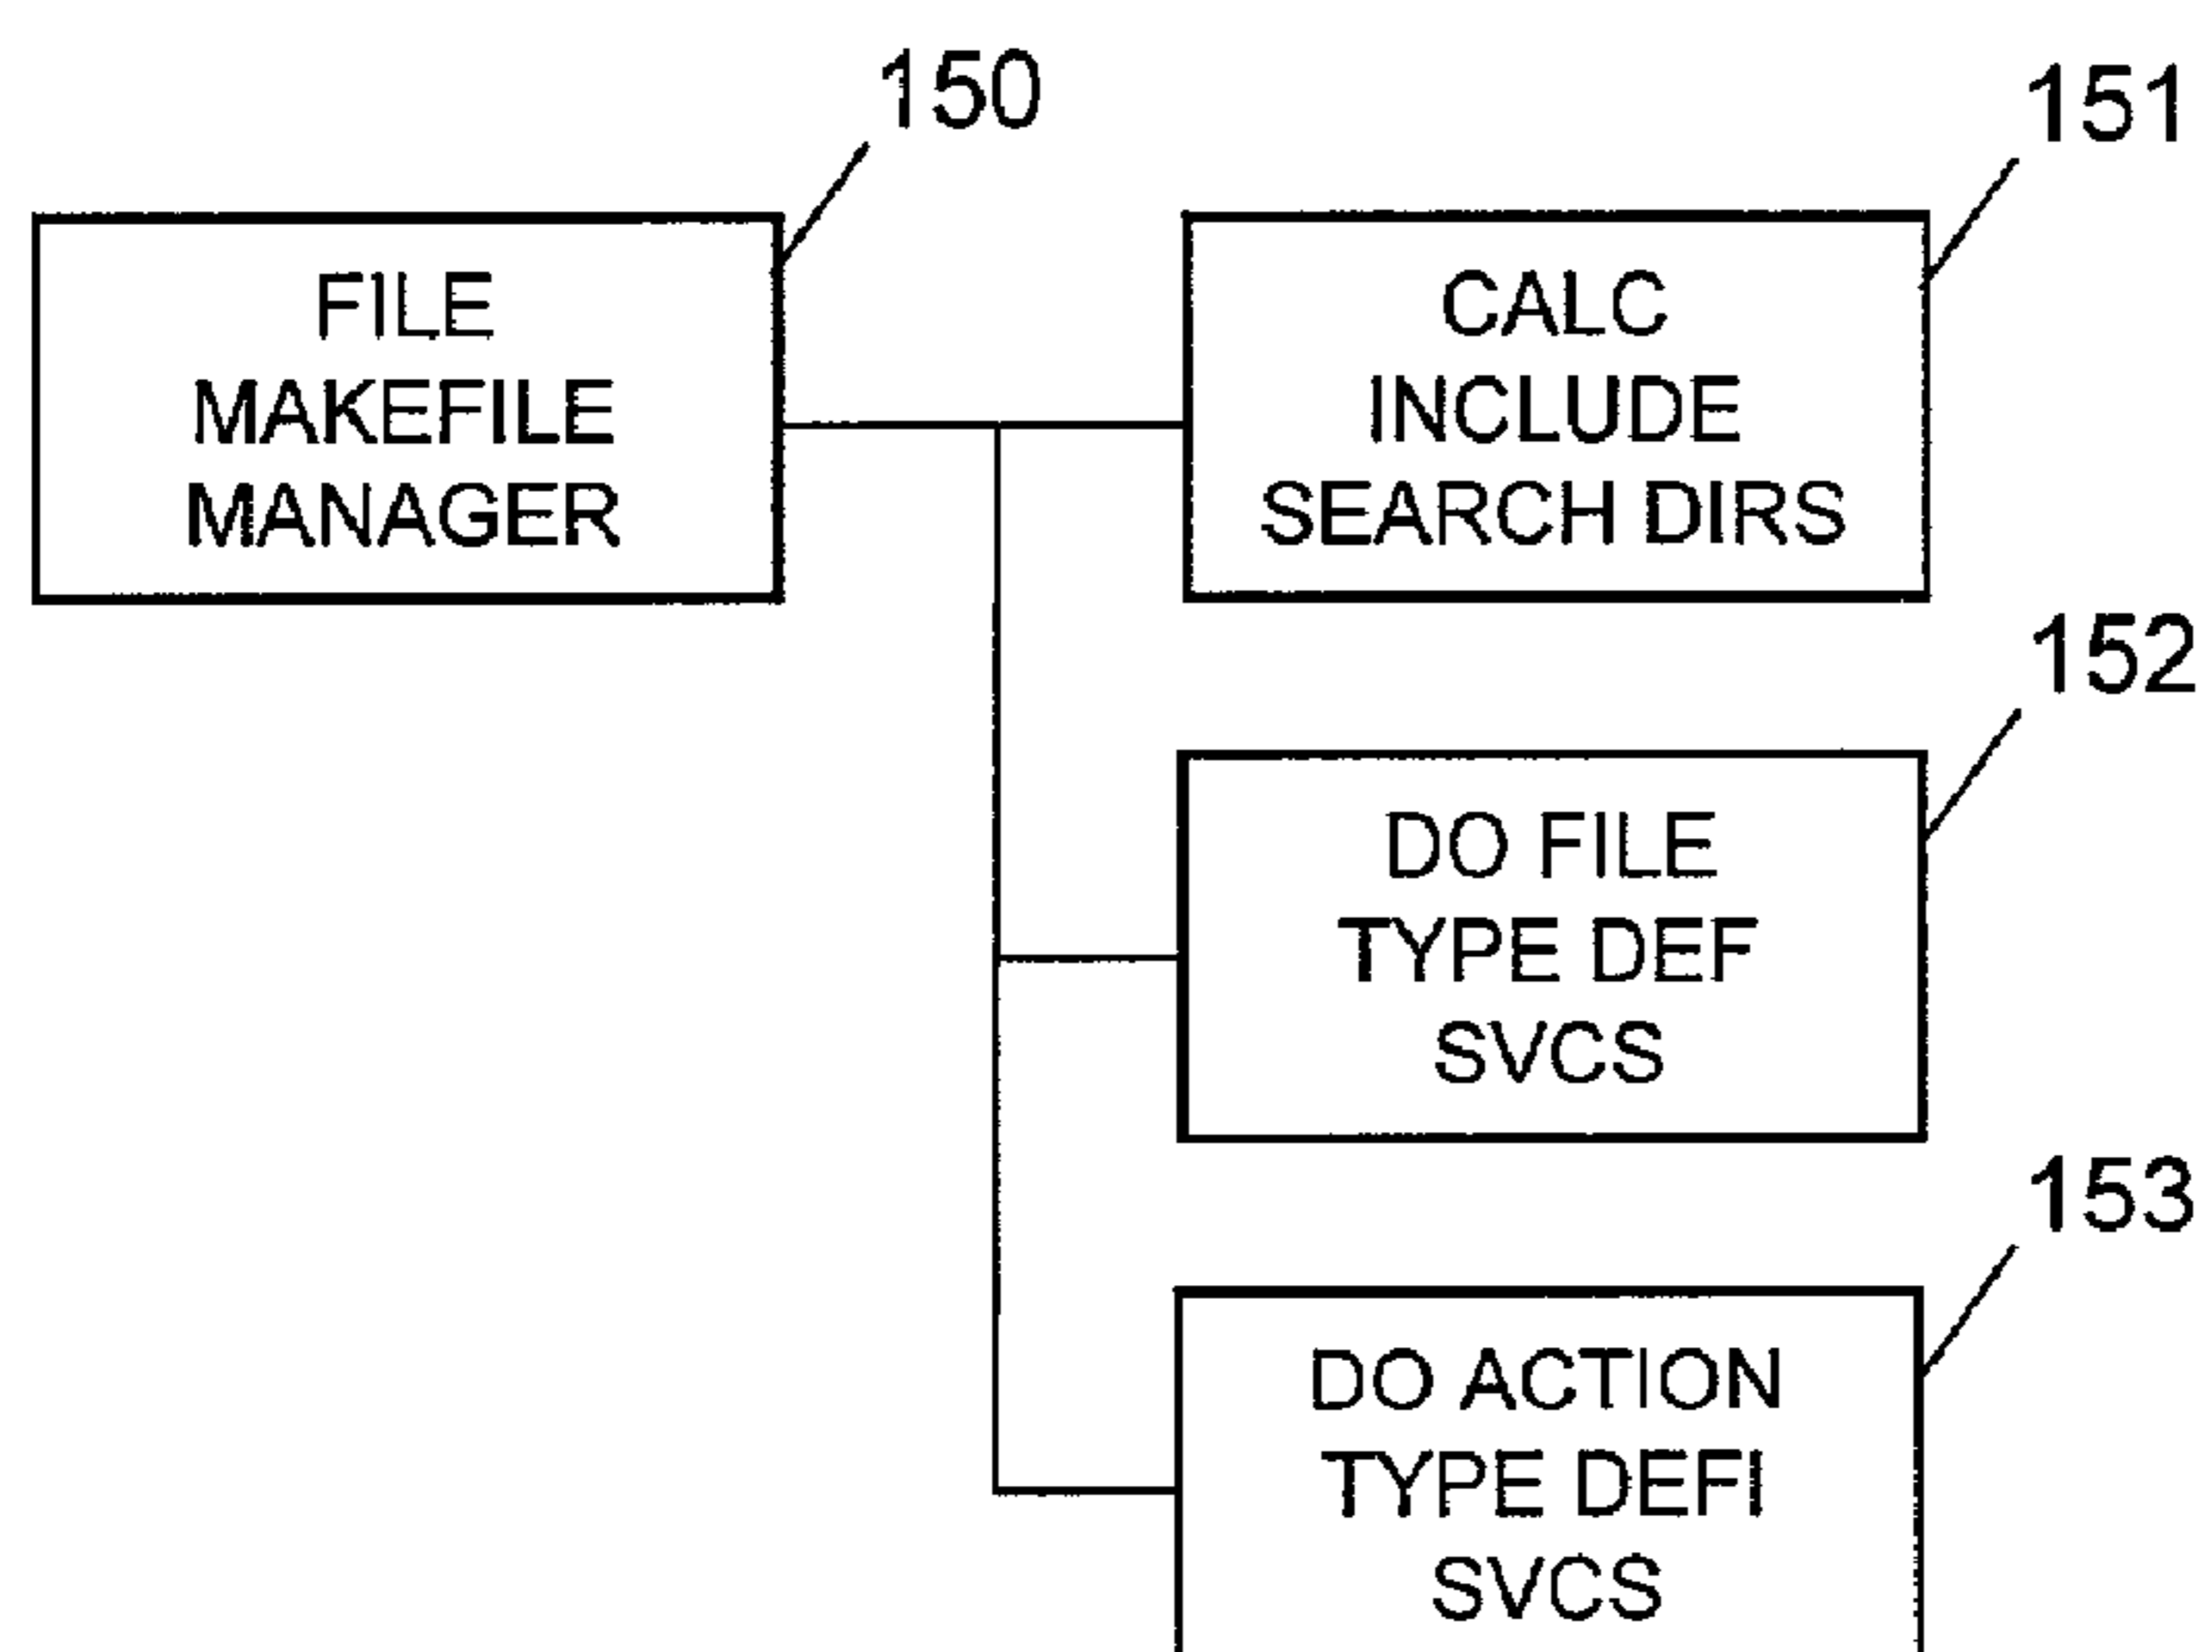 150
151
FILE
MAKEFILE
MANAGER
CALC
INCLUDE
SEARCH DIRS
152
DO FILE
TYPE DEF
SVCS
153
DO ACTION
TYPE DEFI
SVCS